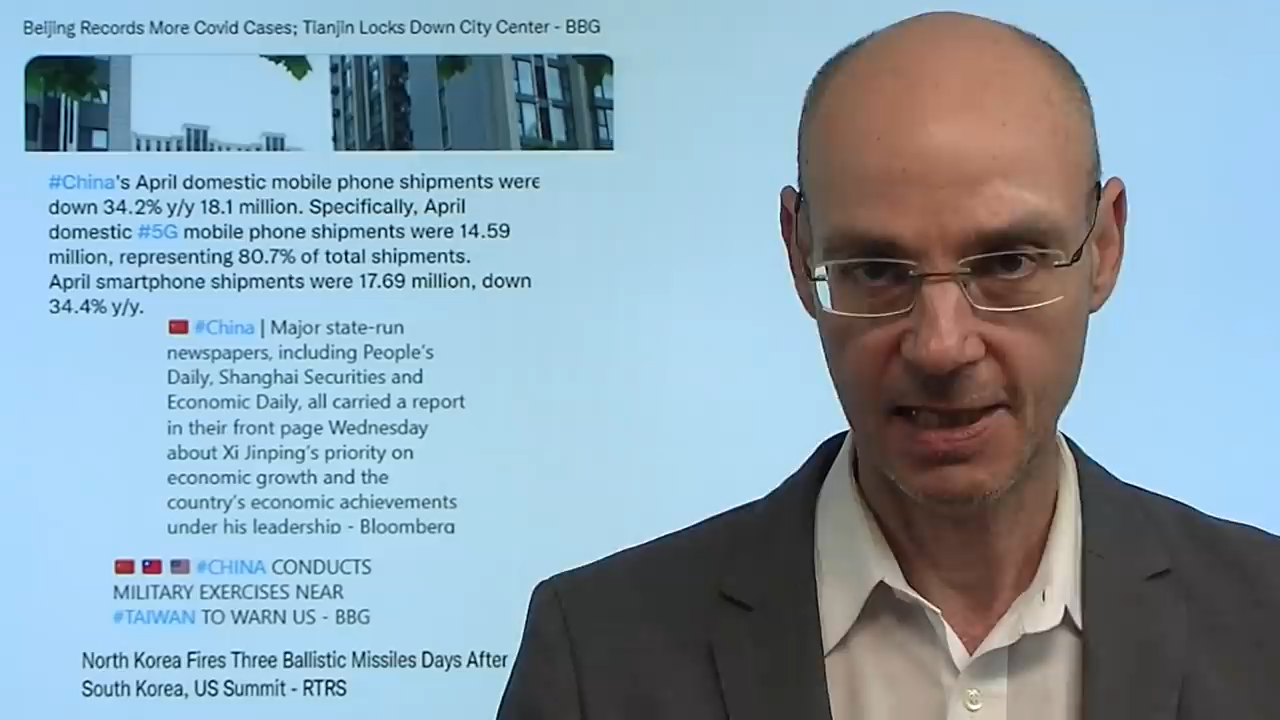 Beijing Records More Covid Cases; Tianjin Locks Down City Center - BBG
#China's April domestic mobile phone shipments were
down 34.2% y/y 18.1 million. Specifically, April
domestic #5G mobile phone shipments were 14.59
million, representing 80.7% of total shipments.
April smartphone shipments were 17.69 million, down
34.4% y/y.
#China | Major state-run
newspapers, including People's
Daily, Shanghai Securities and
Economic Daily, all carried a report
in their front page Wednesday
about Xi Jinping's priority on
economic growth and the
country's economic achievements
under his leadership - Bloomberg
#CHINA CONDUCTS
MILITARY EXERCISES NEAR
#TAIWAN TO WARN US - BBG
North Korea Fires Three Ballistic Missiles Days After
South Korea, US Summit - RTRS